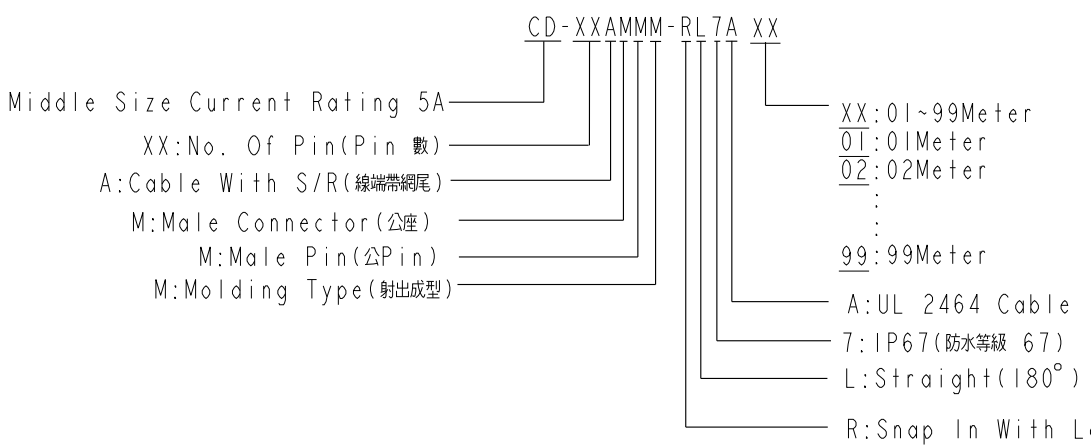 CD-XXAMMM-RL7A XX
Middle Size Current Rating 5A
XX:No. Of Pin(Pin 數)
A:Cable With S/R(線端帶網尾)
M:Male Connector(公座)
M:Male Pin(公Pin)
M:Molding Type(射出成型)
XX:01~99Meter
01:01Meter
02:02Meter
:
:
99:99Meter
A:UL 2464 Cable
7:IP67(防水等級 67)
L:Straight(180°)
R:Snap In With